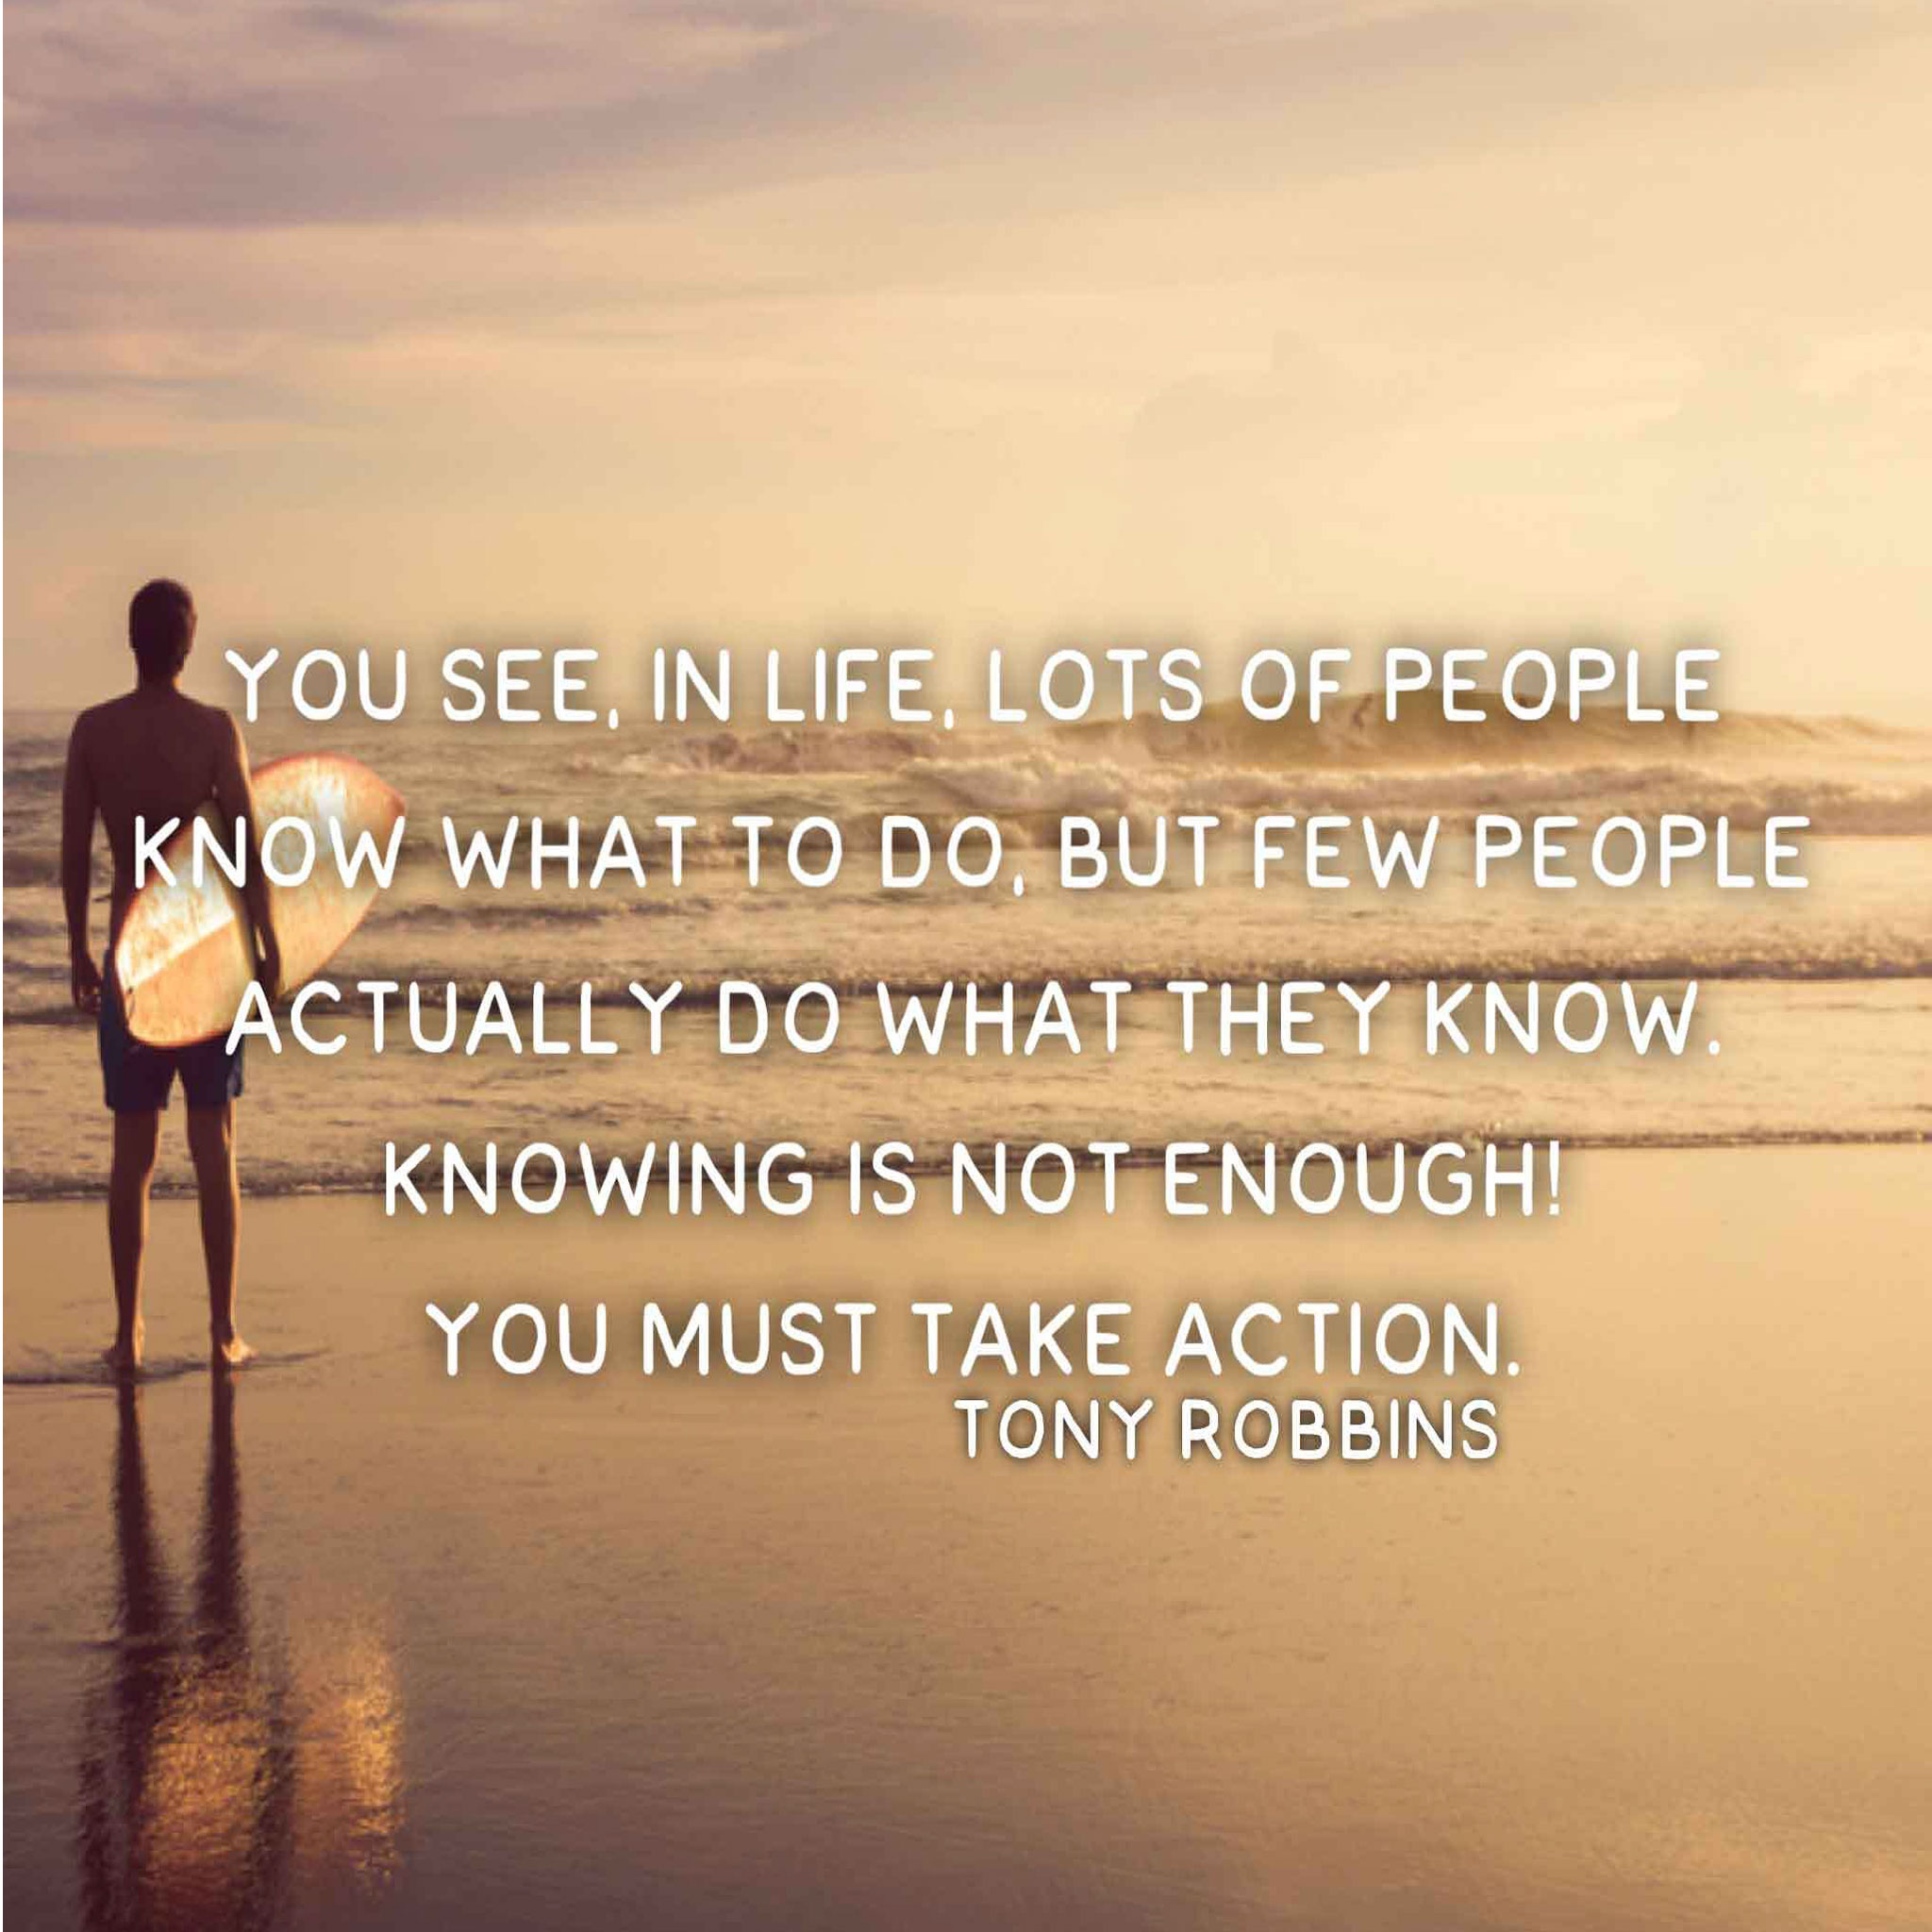 YOU SEE, IN LIFE, LOTS OF PEOPLE
KNOW WHAT TO DO, BUT FEW PEOPLE
ACTUALLY DO WHAT THEY KNOW.
KNOWING IS NOT ENOUGH!
YOU MUST TAKE ACTION.
TONY ROBBINS